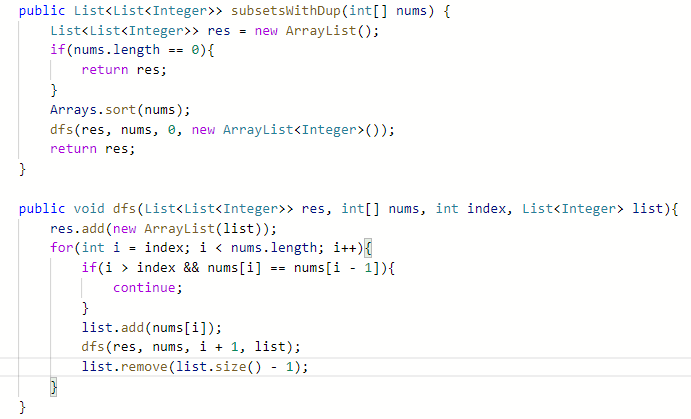 public List<List<Integer>> subsetsWithDup(int[] nums) {
    List<List<Integer>> res = new ArrayList();
    if(nums.length == 0){
        return res;
    }
    Arrays.sort(nums);
    dfs(res, nums, 0, new ArrayList<Integer>());
    return res;
}

public void dfs(List<List<Integer>> res, int[] nums, int index, List<Integer> list){
    res.add(new ArrayList(list));
    for(int i = index; i < nums.length; i++){
        if(i > index && nums[i] == nums[i - 1]){
            continue;
        }
        list.add(nums[i]);
        dfs(res, nums, i + 1, list);
        list.remove(list.size() - 1);
    }
}